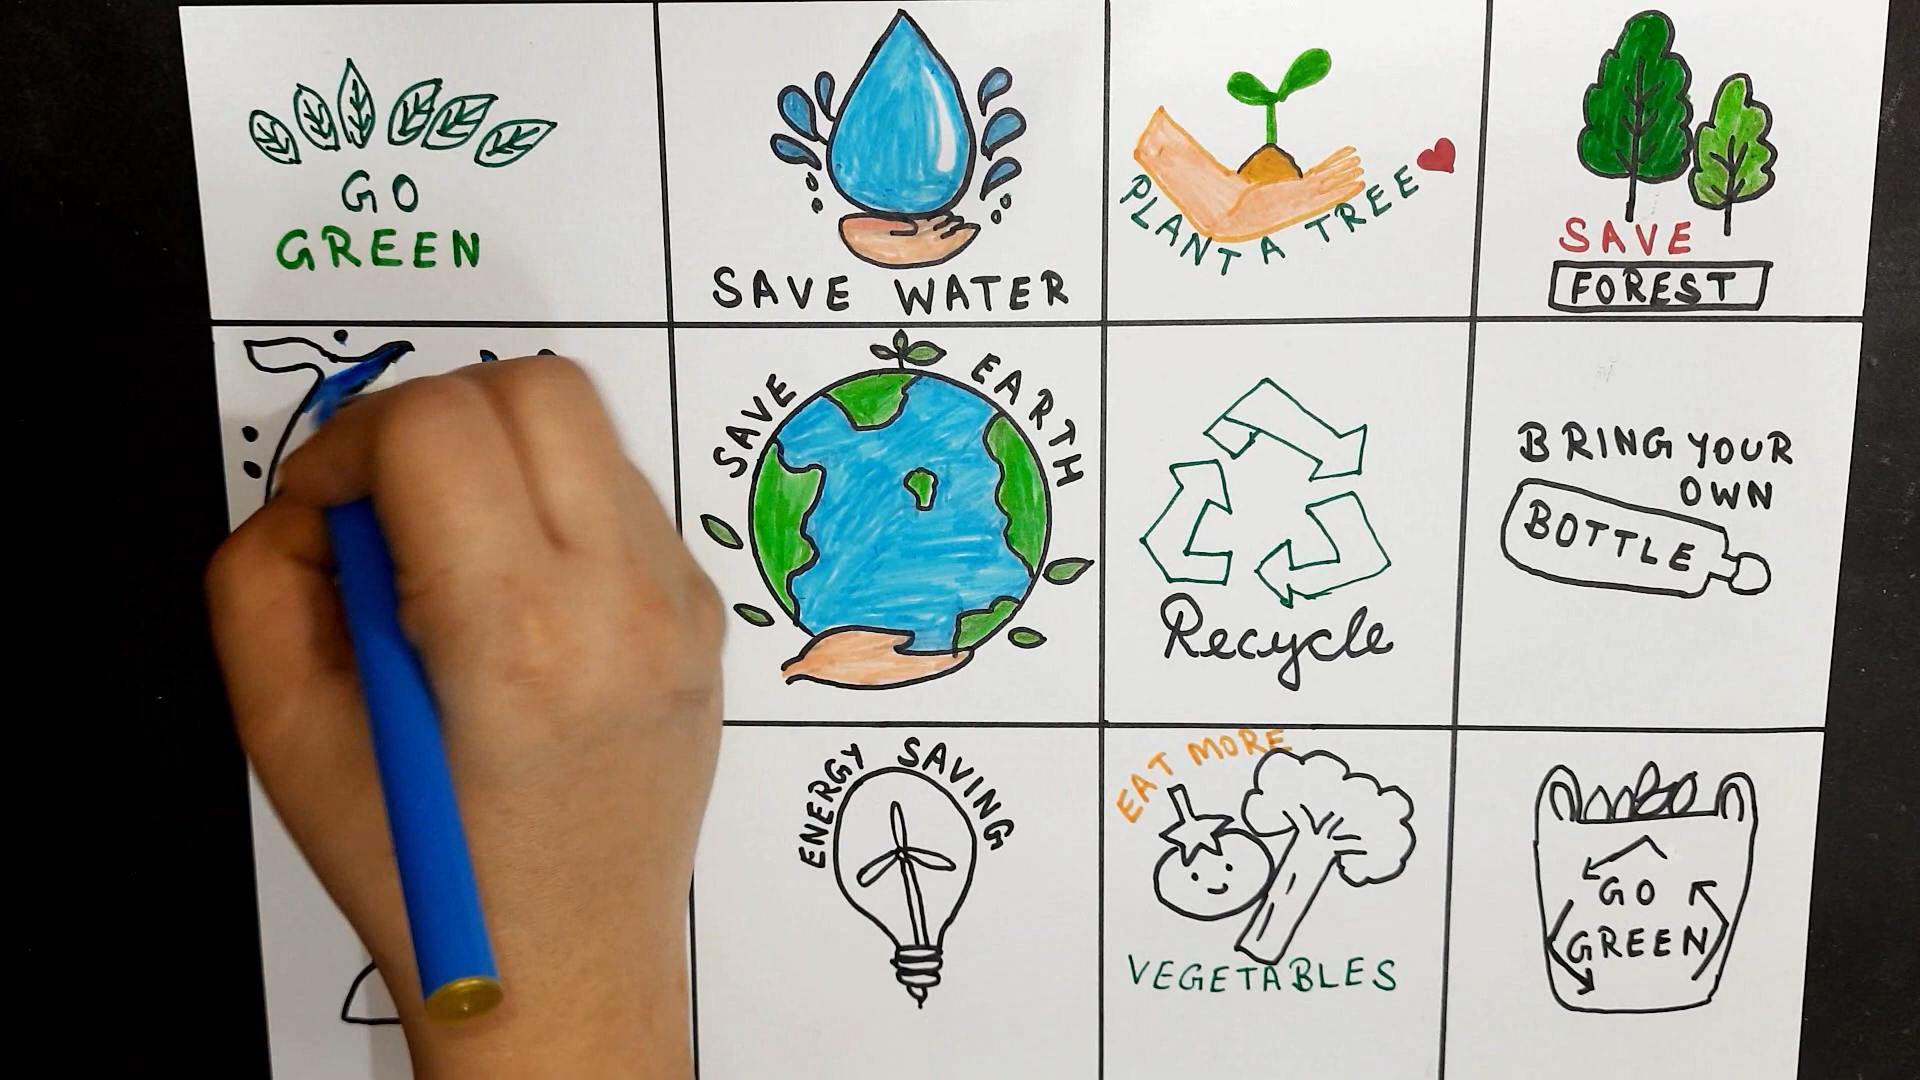 GO
GREEN
SAVE WATER
PLANT A TREE
SAVE
FOREST
SAVE EARTH
Recycle
BRING YOUR
OWN
BOTTLE
ENERGY SAVING
EAT MORE
VEGETABLES
GO
GREEN